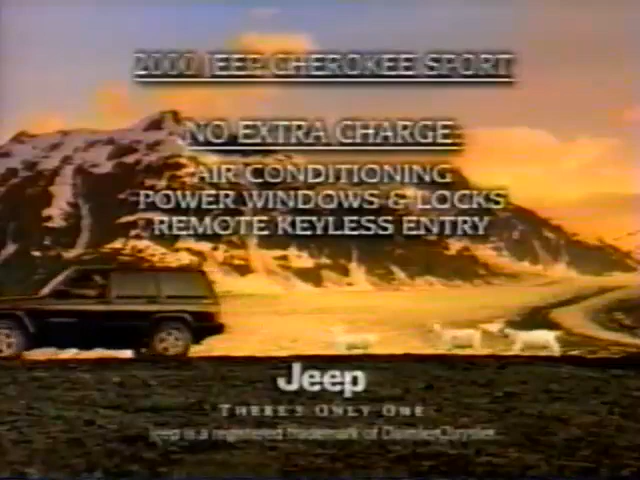 2000 JEEP CHEROKEE SPORT
NO EXTRA CHARGE
AIR CONDITIONING
POWER WINDOWS & LOCKS
REMOTE KEYLESS ENTRY
Jeep
THERE'S ONLY ONE
Jeep is a registered trademark of DaimlerChrysler.